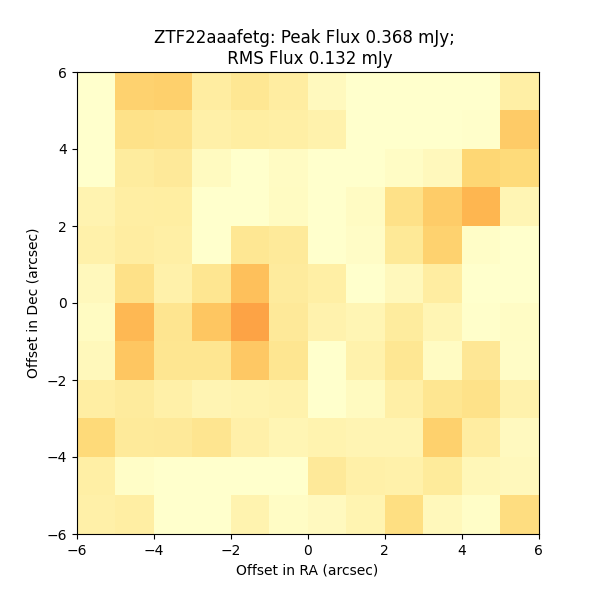 ZTF22aaafetg: Peak Flux 0.368 mJy;
RMS Flux 0.132 mJy
6
4
2
0
−2
−4
−6
Offset in Dec (arcsec)
−6 −4 −2 0 2 4 6
Offset in RA (arcsec)